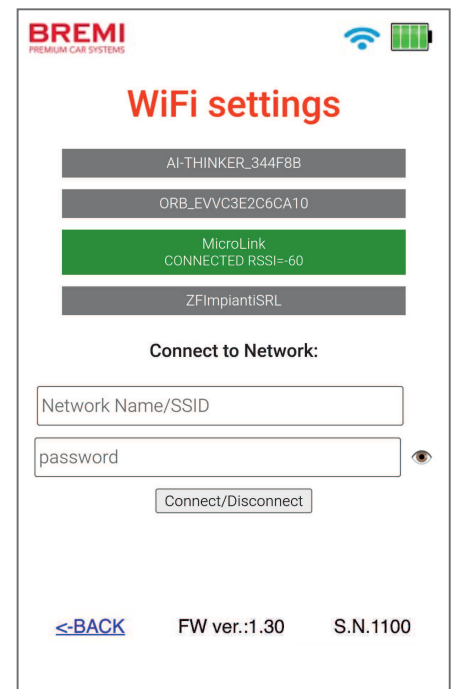 BREMI
PREMIUM CAR SYSTEMS
WiFi settings
AI-THINKER_344F8B
ORB_EVVC3E2C6CA10
MicroLink
CONNECTED RSSI=-60
ZFImpiantiSRL
Connect to Network:
Network Name/SSID
password
Connect/Disconnect
<-BACK FW ver.:1.30 S.N.1100